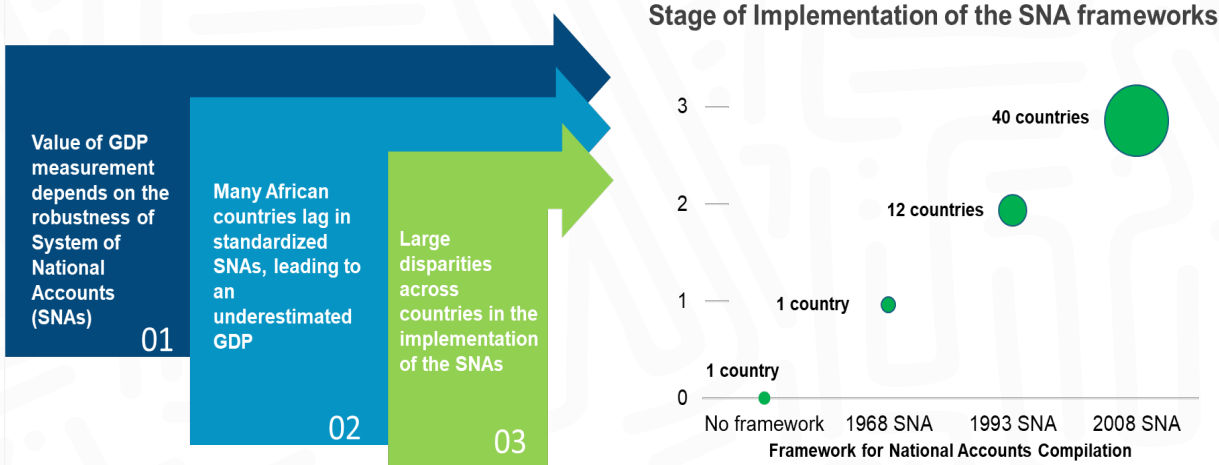 Value of GDP
measurement
depends on the
robustness of
System of
National
Accounts
(SNAs)
01
Many African
countries lag in
standardized
SNAs, leading to
an
underestimated
GDP
02
Large
disparities
across
countries in the
implementation
of the SNAs
03
Stage of Implementation of the SNA frameworks
3
40 countries
2
12 countries
1
1 country
1 country
0
No framework 1968 SNA 1993 SNA 2008 SNA
Framework for National Accounts Compilation